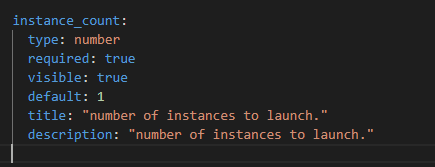 instance_count:
  type: number
  required: true
  visible: true
  default: 1
  title: "number of instances to launch."
  description: "number of instances to launch."